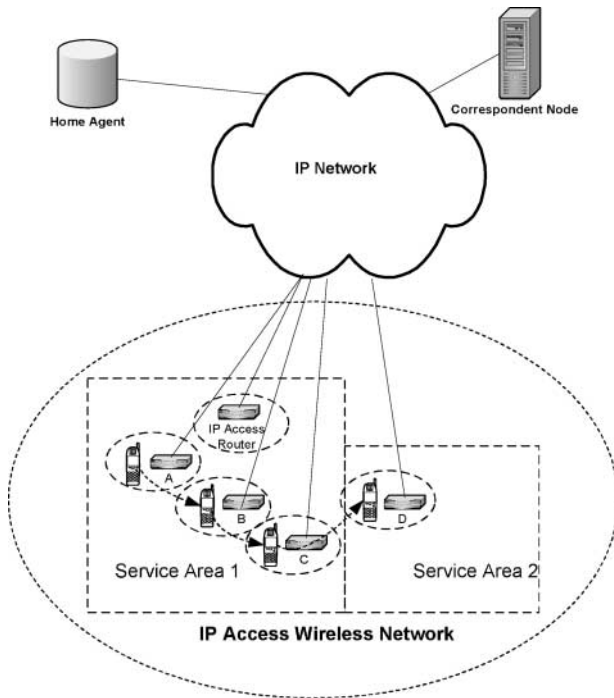 Home Agent
Correspondent Node
IP Network
IP Access
Router
A
B
C
D
Service Area 1
Service Area 2
IP Access Wireless Network